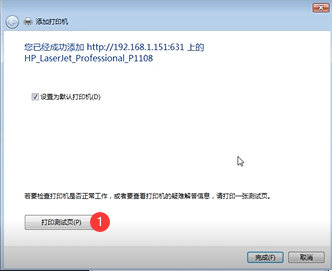 添加打印机
您已经成功添加 http://192.168.1.151:631 上的
HP_LaserJet_Professional_P1108
设置为默认打印机(D)
若要检查打印机是否正常工作，或者要查看打印机的疑难解答信息，请打印一张测试页。
打印测试页(P)
1
完成(F)
取消